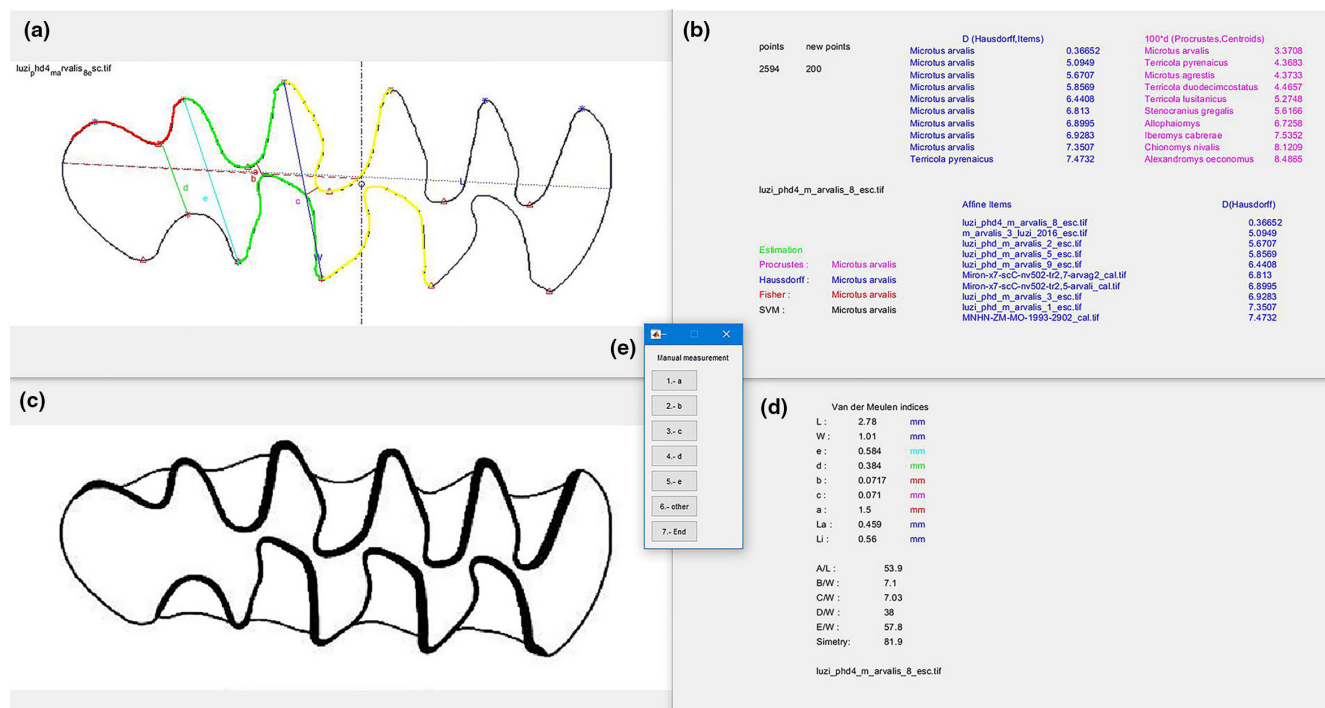 (a)
luzi_phd4_ma_rvalis_8e_sc.tif
a
b
L
d
e
c
W
(b)
points new points
2594 200
D (Hausdorff,Items)
Microtus arvalis 0.36652
Microtus arvalis 5.0949
Microtus arvalis 5.6707
Microtus arvalis 5.8569
Microtus arvalis 6.4408
Microtus arvalis 6.813
Microtus arvalis 6.8995
Microtus arvalis 6.9283
Microtus arvalis 7.3507
Terricola pyrenaicus 7.4732
100*d (Procrustes,Centroids)
Microtus arvalis 3.3708
Terricola pyrenaicus 4.3683
Microtus agrestis 4.3733
Terricola duodecimcostatus 4.4657
Terricola lusitanicus 5.2748
Stenocranius gregalis 5.6166
Allophaiomys 6.7258
Iberomys cabrerae 7.5352
Chionomys nivalis 8.1209
Alexandromys oeconomus 8.4865
luzi_phd4_m_arvalis_8_esc.tif
Estimation
Procrustes : Microtus arvalis
Haussdorff : Microtus arvalis
Fisher : Microtus arvalis
SVM : Microtus arvalis
Affine Items D(Hausdorff)
luzi_phd4_m_arvalis_8_esc.tif 0.36652
m_arvalis_3_luzi_2016_esc.tif 5.0949
luzi_phd_m_arvalis_2_esc.tif 5.6707
luzi_phd_m_arvalis_5_esc.tif 5.8569
luzi_phd_m_arvalis_9_esc.tif 6.4408
Miron-x7-scC-nv502-tr2,7-arvag2_cal.tif 6.813
Miron-x7-scC-nv502-tr2,5-arvali_cal.tif 6.8995
luzi_phd_m_arvalis_3_esc.tif 6.9283
luzi_phd_m_arvalis_1_esc.tif 7.3507
MNHN-ZM-MO-1993-2902_cal.tif 7.4732
(e)
Manual measurement
1.- a
2.- b
3.- c
4.- d
5.- e
6.- other
7.- End
(c)
(d)
Van der Meulen indices
L : 2.78 mm
W : 1.01 mm
e : 0.584 mm
d : 0.384 mm
b : 0.0717 mm
c : 0.071 mm
a : 1.5 mm
La : 0.459 mm
Li : 0.56 mm
A/L : 53.9
B/W : 7.1
C/W : 7.03
D/W : 38
E/W : 57.8
Simetry: 81.9
luzi_phd4_m_arvalis_8_esc.tif